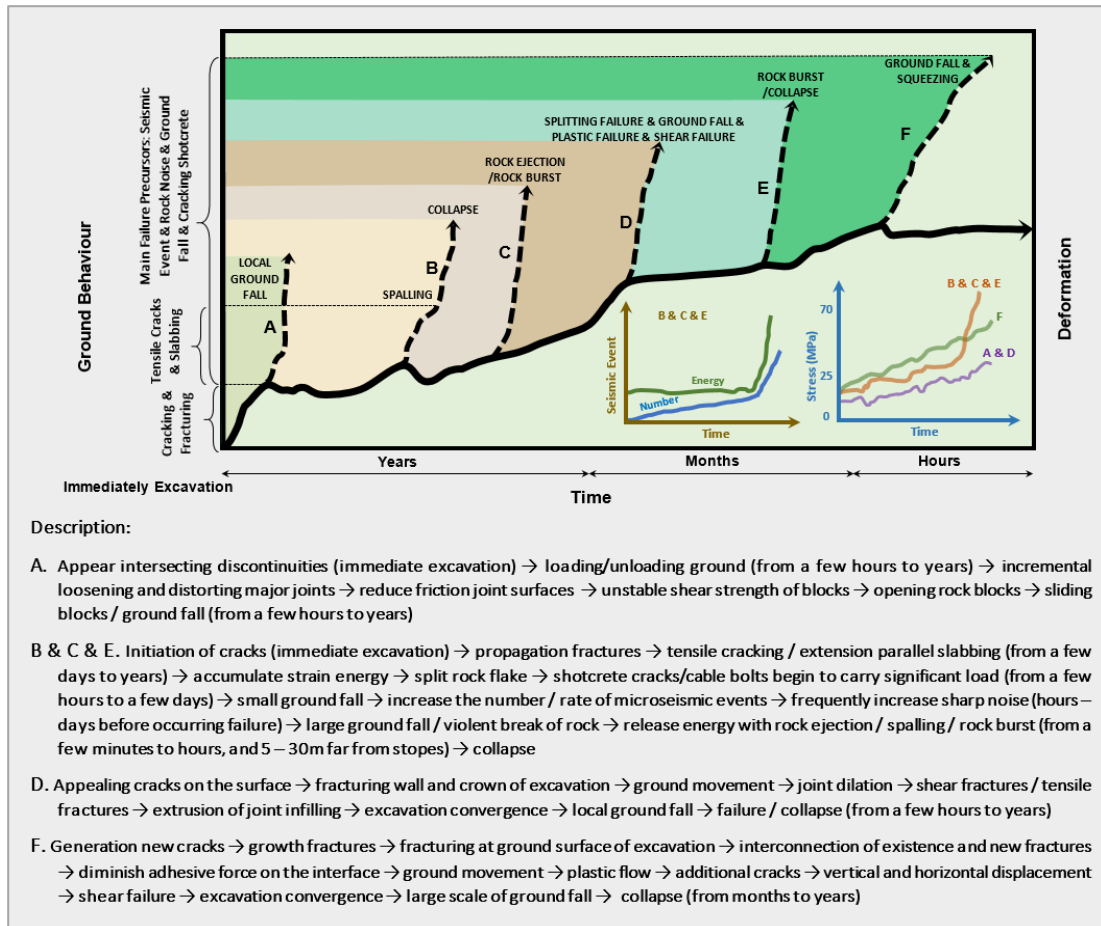 GROUND FALL &
SQUEEZING
ROCK BURST
/COLLAPSE
F
SPLITTING FAILURE & GROUND FALL &
PLASTIC FAILURE & SHEAR FAILURE
ROCK EJECTION
/ROCK BURST
E
D
COLLAPSE
C
B
LOCAL
GROUND
FALL
SPALLING
A
Ground Behaviour
Main Failure Precursors: Seismic
Event & Rock Noise & Ground
Fall & Cracking Shotcrete
Tensile Cracks
& Slabbing
Cracking &
Fracturing
Deformation
B & C & E
Seismic Event
Energy
Number
Time
B & C & E
70
F
Stress (MPa)
25
A & D
0
Time
Years
Months
Hours
Immediately Excavation
Time
Description:
A. Appear intersecting discontinuities (immediate excavation) → loading/unloading ground (from a few hours to years) → incremental
loosening and distorting major joints → reduce friction joint surfaces → unstable shear strength of blocks → opening rock blocks → sliding
blocks / ground fall (from a few hours to years)
B & C & E. Initiation of cracks (immediate excavation) → propagation fractures → tensile cracking / extension parallel slabbing (from a few
days to years) → accumulate strain energy → split rock flake → shotcrete cracks/cable bolts begin to carry significant load (from a few
hours to a few days) → small ground fall → increase the number / rate of microseismic events → frequently increase sharp noise (hours –
days before occurring failure) → large ground fall / violent break of rock → release energy with rock ejection / spalling / rock burst (from a
few minutes to hours, and 5 – 30m far from stopes) → collapse
D. Appealing cracks on the surface → fracturing wall and crown of excavation → ground movement → joint dilation → shear fractures / tensile
fractures → extrusion of joint infilling → excavation convergence → local ground fall → failure / collapse (from a few hours to years)
F. Generation new cracks → growth fractures → fracturing at ground surface of excavation → interconnection of existence and new fractures
→ diminish adhesive force on the interface → ground movement → plastic flow → additional cracks → vertical and horizontal displacement
→ shear failure → excavation convergence → large scale of ground fall → collapse (from months to years)